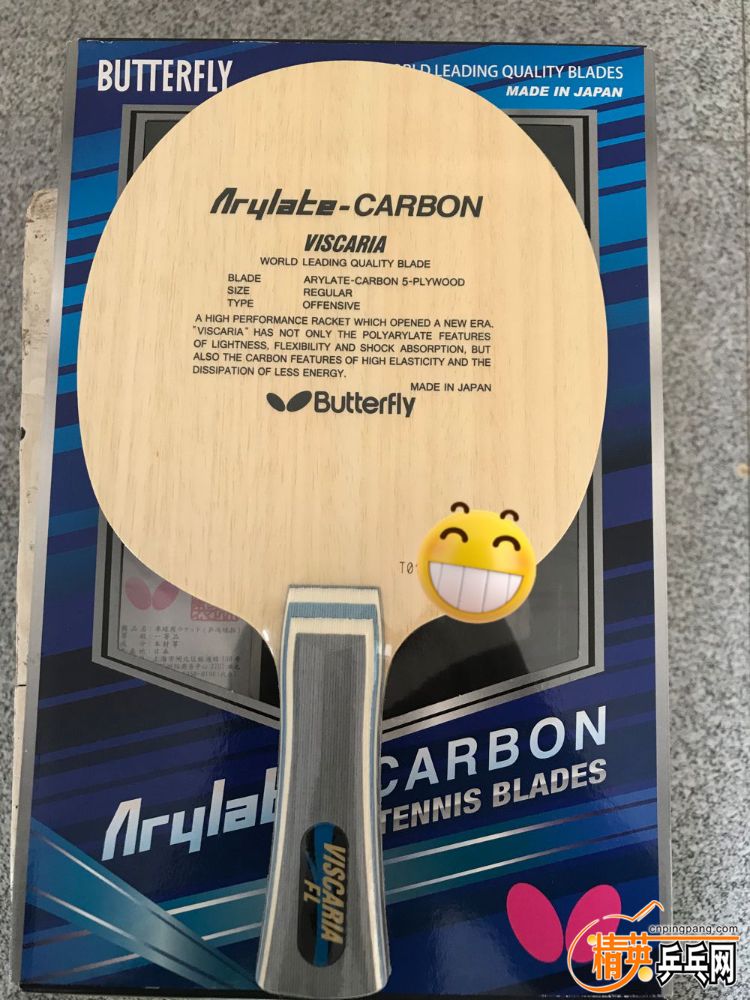 BUTTERFLY
WORLD LEADING QUALITY BLADES
MADE IN JAPAN
Arylate-CARBON
VISCARIA
WORLD LEADING QUALITY BLADE
BLADE ARYLATE-CARBON 5-PLYWOOD
SIZE REGULAR
TYPE OFFENSIVE
A HIGH PERFORMANCE RACKET WHICH OPENED A NEW ERA.
"VISCARIA" HAS NOT ONLY THE POLYARYLATE FEATURES
OF LIGHTNESS, FLEXIBILITY AND SHOCK ABSORPTION, BUT
ALSO THE CARBON FEATURES OF HIGH ELASTICITY AND THE
DISSIPATION OF LESS ENERGY.
MADE IN JAPAN
Butterfly
CARBON
TENNIS BLADES
VISCARIA
FL
cnpingpang.com
精英乒乓网